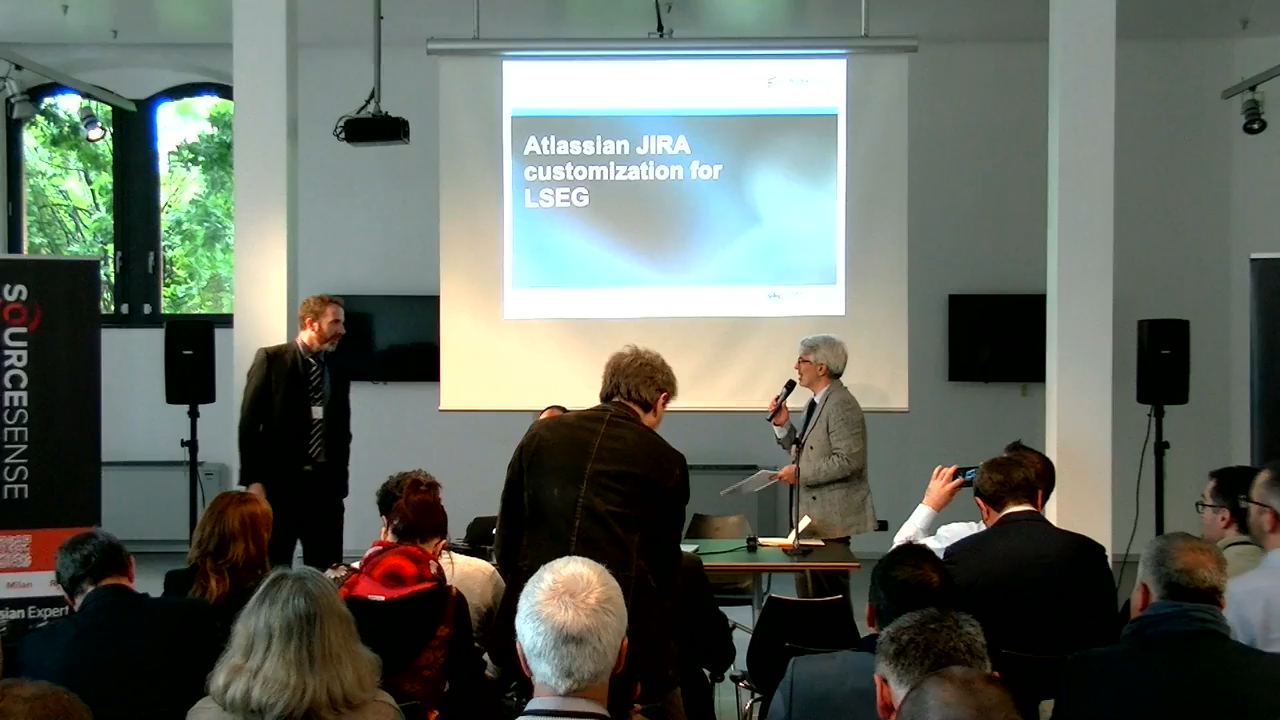 Atlassian JIRA
customization for
LSEG
SOURCESENSE
Milan
sian Expert